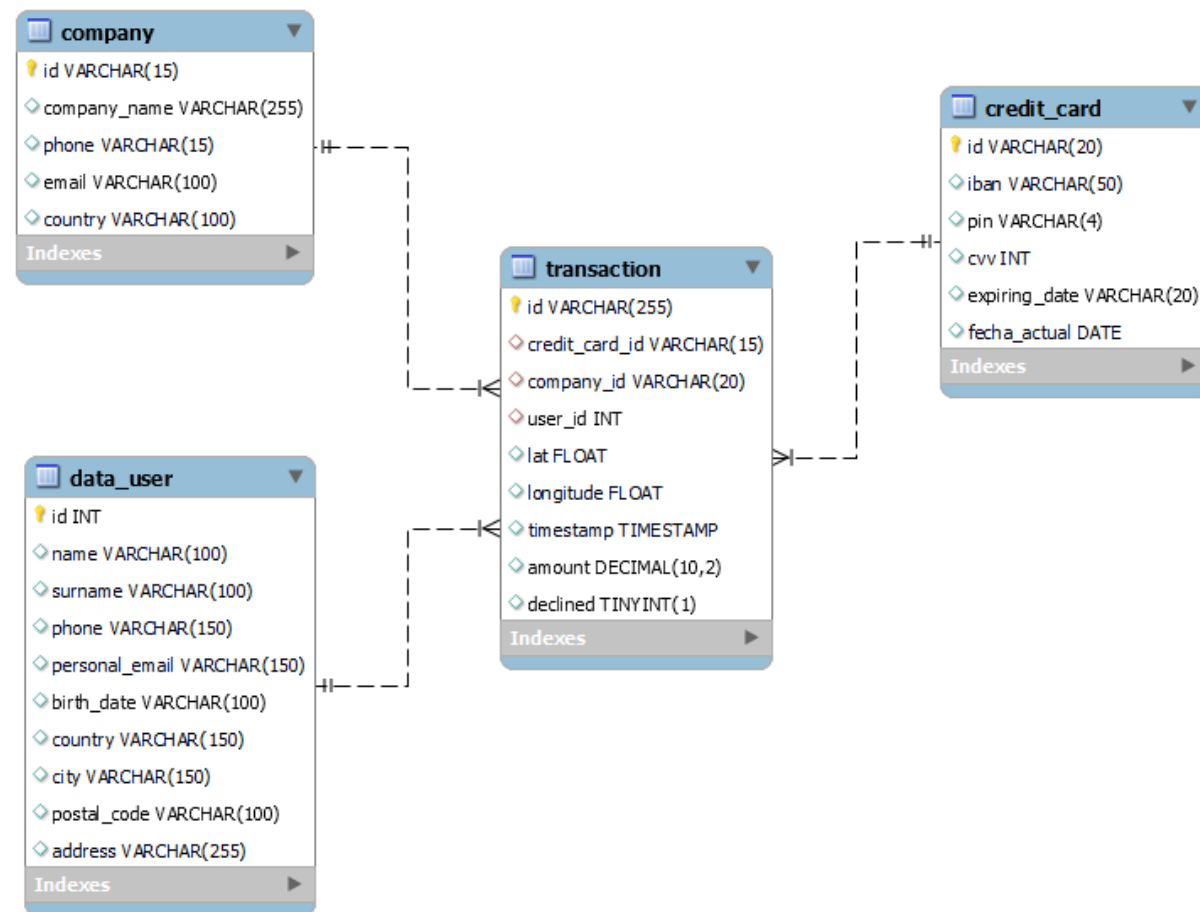 company
id VARCHAR(15)
company_name VARCHAR(255)
phone VARCHAR(15)
email VARCHAR(100)
country VARCHAR(100)
Indexes
data_user
id INT
name VARCHAR(100)
surname VARCHAR(100)
phone VARCHAR(150)
personal_email VARCHAR(150)
birth_date VARCHAR(100)
country VARCHAR(150)
city VARCHAR(150)
postal_code VARCHAR(100)
address VARCHAR(255)
Indexes
transaction
id VARCHAR(255)
credit_card_id VARCHAR(15)
company_id VARCHAR(20)
user_id INT
lat FLOAT
longitude FLOAT
timestamp TIMESTAMP
amount DECIMAL(10,2)
declined TINYINT(1)
Indexes
credit_card
id VARCHAR(20)
iban VARCHAR(50)
pin VARCHAR(4)
cvv INT
expiring_date VARCHAR(20)
fecha_actual DATE
Indexes